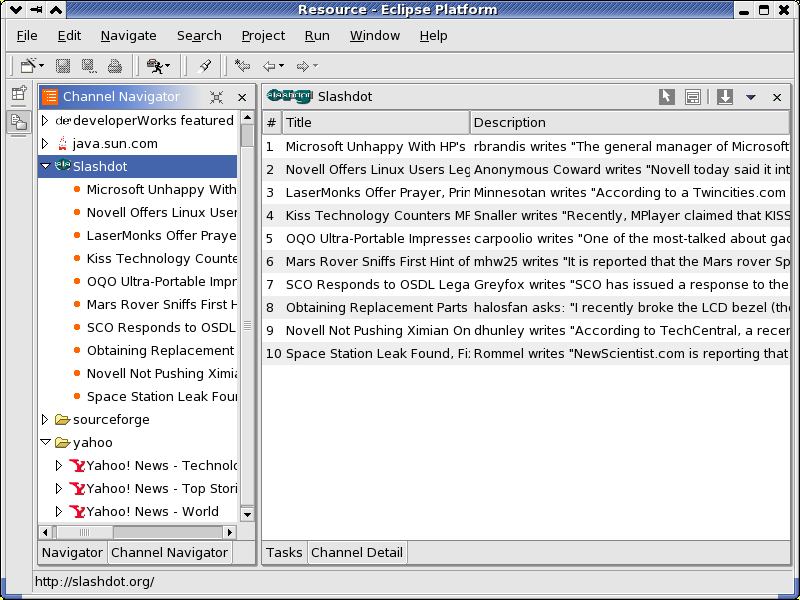 Resource - Eclipse Platform
File Edit Navigate Search Project Run Window Help
Channel Navigator
developerWorks featured
java.sun.com
Slashdot
Microsoft Unhappy With
Novell Offers Linux User
LaserMonks Offer Praye
Kiss Technology Counte
OQO Ultra-Portable Impr
Mars Rover Sniffs First H
SCO Responds to OSDL
Obtaining Replacement
Novell Not Pushing Ximia
Space Station Leak Four
sourceforge
yahoo
Yahoo! News - Technolo
Yahoo! News - Top Stori
Yahoo! News - World
Navigator Channel Navigator
Slashdot
# Title Description
1 Microsoft Unhappy With HP's rbrandis writes "The general manager of Microsoft
2 Novell Offers Linux Users Leg Anonymous Coward writes "Novell today said it int
3 LaserMonks Offer Prayer, Prin Minnesotan writes "According to a Twincities.com
4 Kiss Technology Counters MP Snaller writes "Recently, MPlayer claimed that KISS
5 OQO Ultra-Portable Impresses carpoolio writes "One of the most-talked about gad
6 Mars Rover Sniffs First Hint of mhw25 writes "It is reported that the Mars rover Sp
7 SCO Responds to OSDL Lega Greyfox writes "SCO has issued a response to the
8 Obtaining Replacement Parts halosfan asks: "I recently broke the LCD bezel (the
9 Novell Not Pushing Ximian On dhunley writes "According to TechCentral, a recen
10 Space Station Leak Found, Fi: Rommel writes "NewScientist.com is reporting that
Tasks Channel Detail
http://slashdot.org/